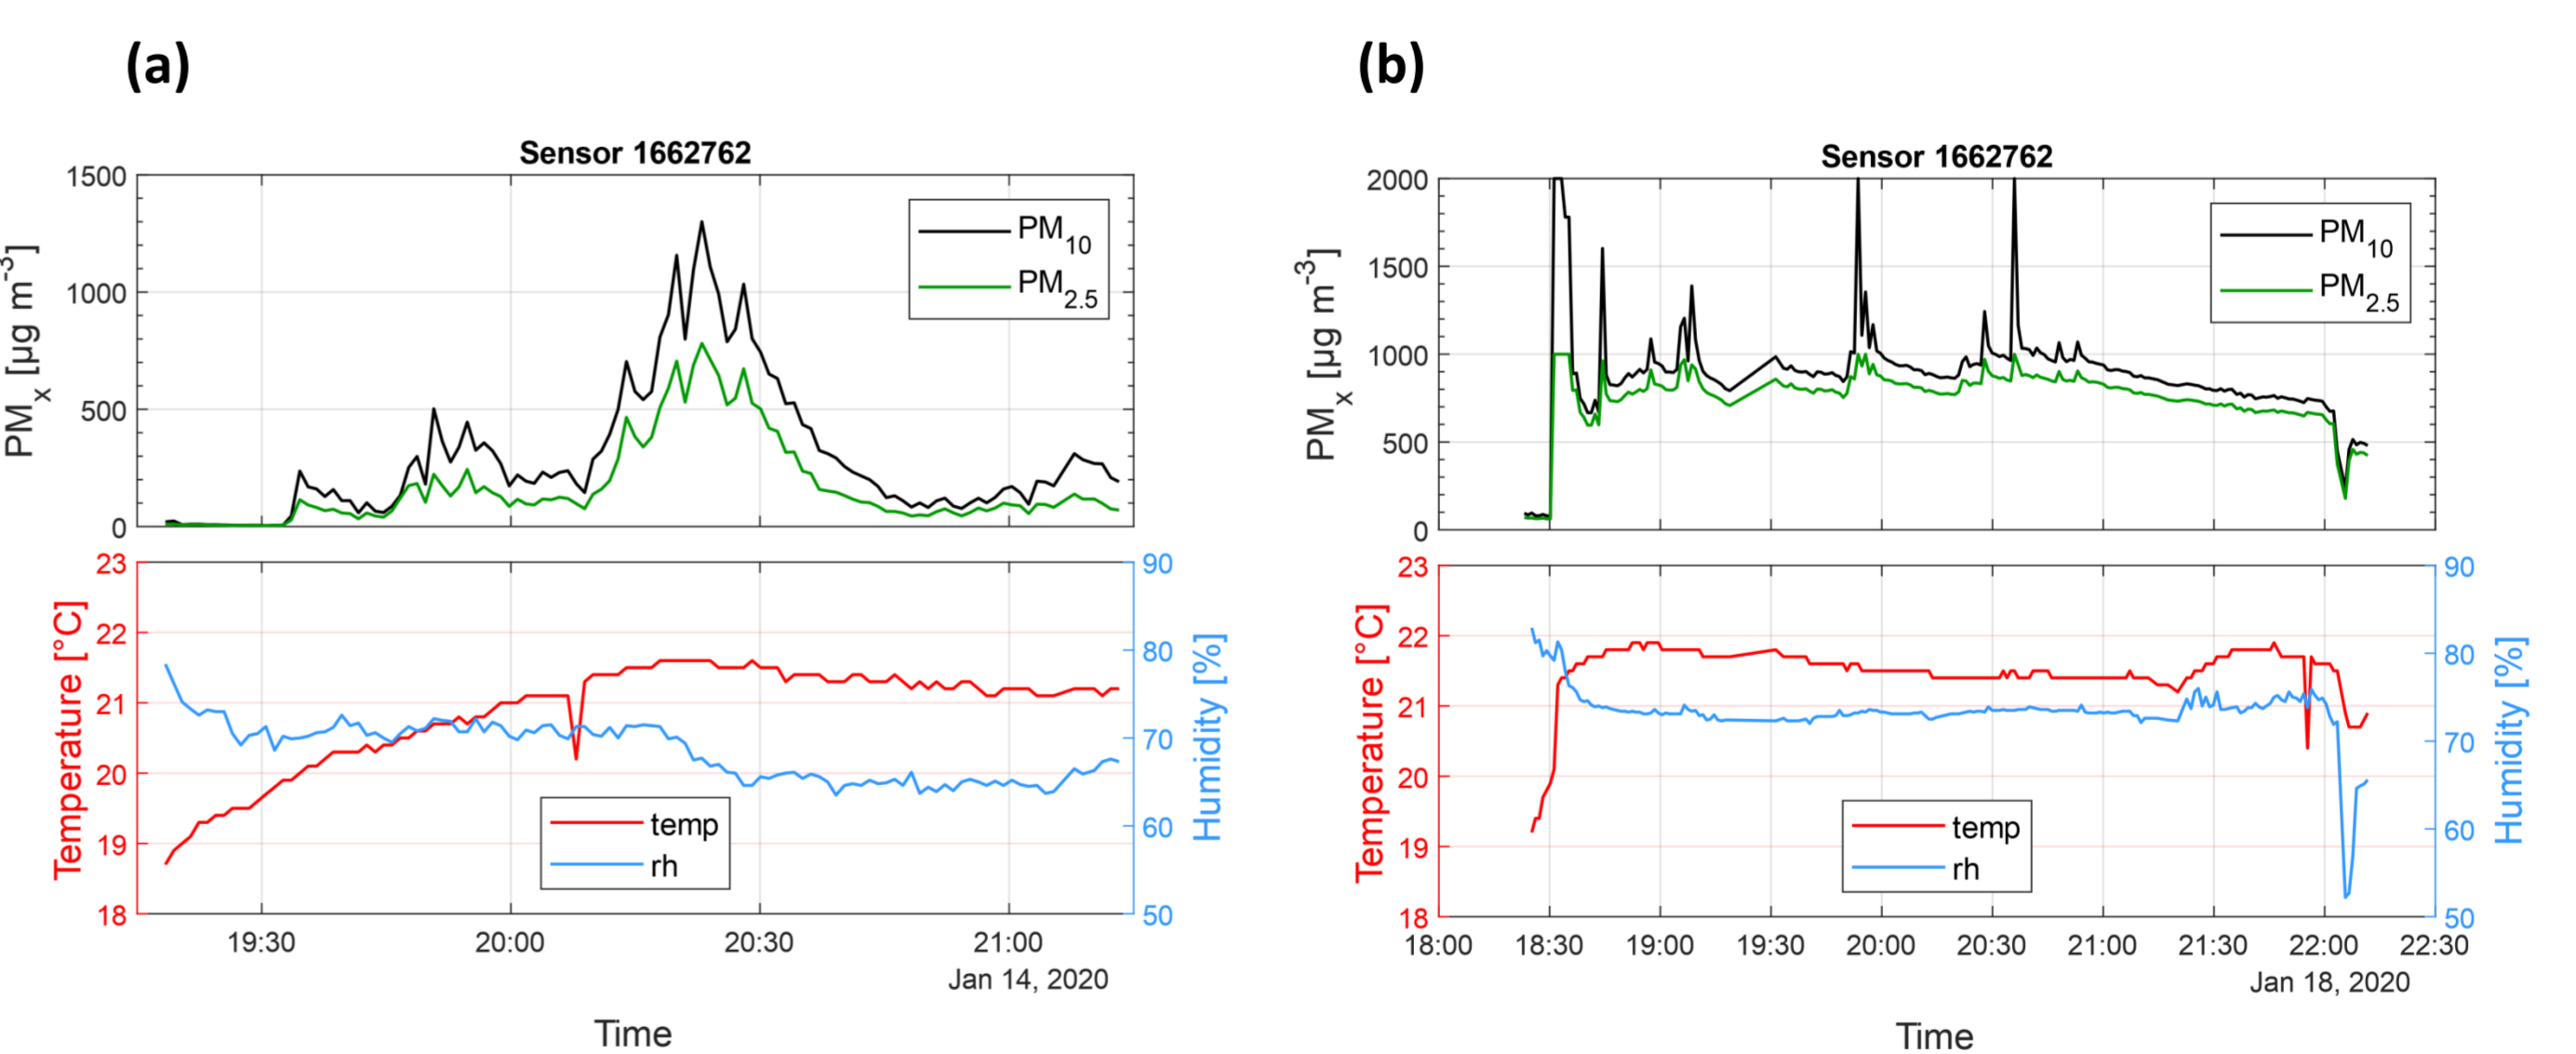 (a)
Sensor 1662762
1500
1000
500
0
PMx [µg m-3]
PM10
PM2.5
23
22
21
20
19
18
Temperature [°C]
90
80
70
60
50
Humidity [%]
temp
rh
19:30 20:00 20:30 21:00
Jan 14, 2020
Time
(b)
Sensor 1662762
2000
1500
1000
500
0
PMx [µg m-3]
PM10
PM2.5
23
22
21
20
19
18
Temperature [°C]
90
80
70
60
50
Humidity [%]
temp
rh
18:00 18:30 19:00 19:30 20:00 20:30 21:00 21:30 22:00 22:30
Jan 18, 2020
Time